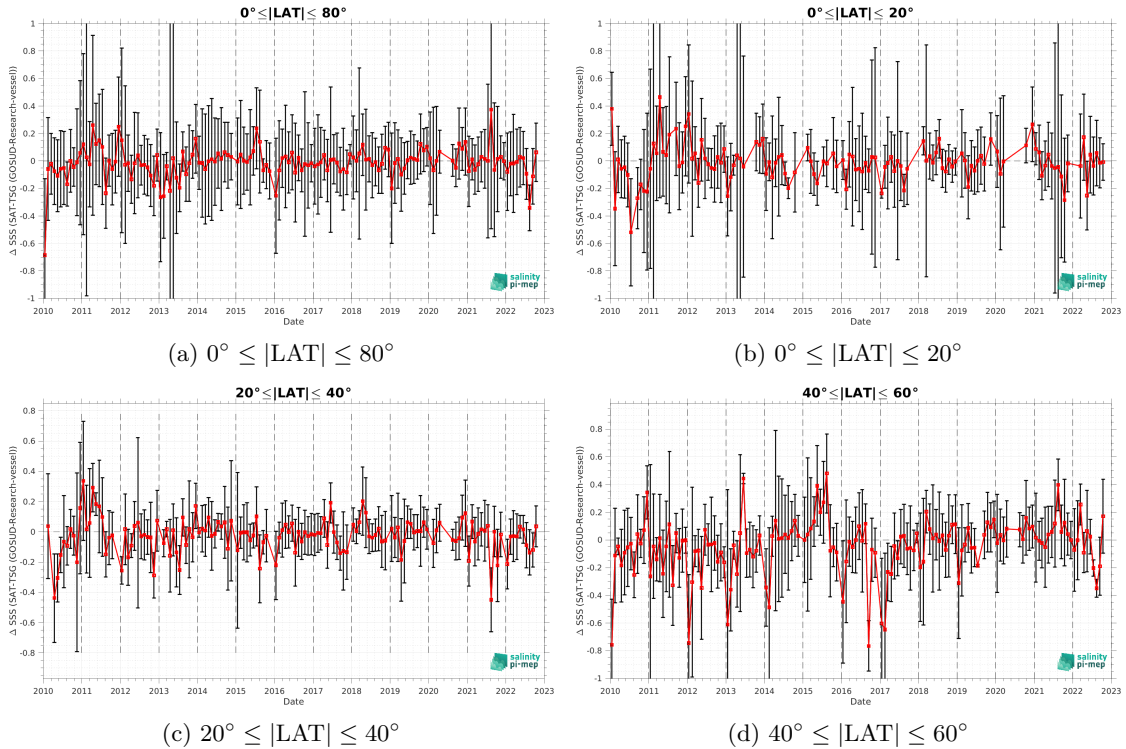 0°≤|LAT|≤ 80°
Δ SSS (SAT-TSG (GOSUD-Research-vessel))
1
0.8
0.6
0.4
0.2
0
-0.2
-0.4
-0.6
-0.8
-1
2010 2011 2012 2013 2014 2015 2016 2017 2018 2019 2020 2021 2022 2023
Date
salinity
pi-mep
(a) 0° ≤ |LAT| ≤ 80°
0°≤|LAT|≤ 20°
Δ SSS (SAT-TSG (GOSUD-Research-vessel))
1
0.8
0.6
0.4
0.2
0
-0.2
-0.4
-0.6
-0.8
-1
2010 2011 2012 2013 2014 2015 2016 2017 2018 2019 2020 2021 2022 2023
Date
salinity
pi-mep
(b) 0° ≤ |LAT| ≤ 20°
20°≤|LAT|≤ 40°
Δ SSS (SAT-TSG (GOSUD-Research-vessel))
0.8
0.6
0.4
0.2
0
-0.2
-0.4
-0.6
-0.8
2010 2011 2012 2013 2014 2015 2016 2017 2018 2019 2020 2021 2022 2023
Date
salinity
pi-mep
(c) 20° ≤ |LAT| ≤ 40°
40°≤|LAT|≤ 60°
Δ SSS (SAT-TSG (GOSUD-Research-vessel))
1
0.8
0.6
0.4
0.2
0
-0.2
-0.4
-0.6
-0.8
-1
2010 2011 2012 2013 2014 2015 2016 2017 2018 2019 2020 2021 2022 2023
Date
salinity
pi-mep
(d) 40° ≤ |LAT| ≤ 60°